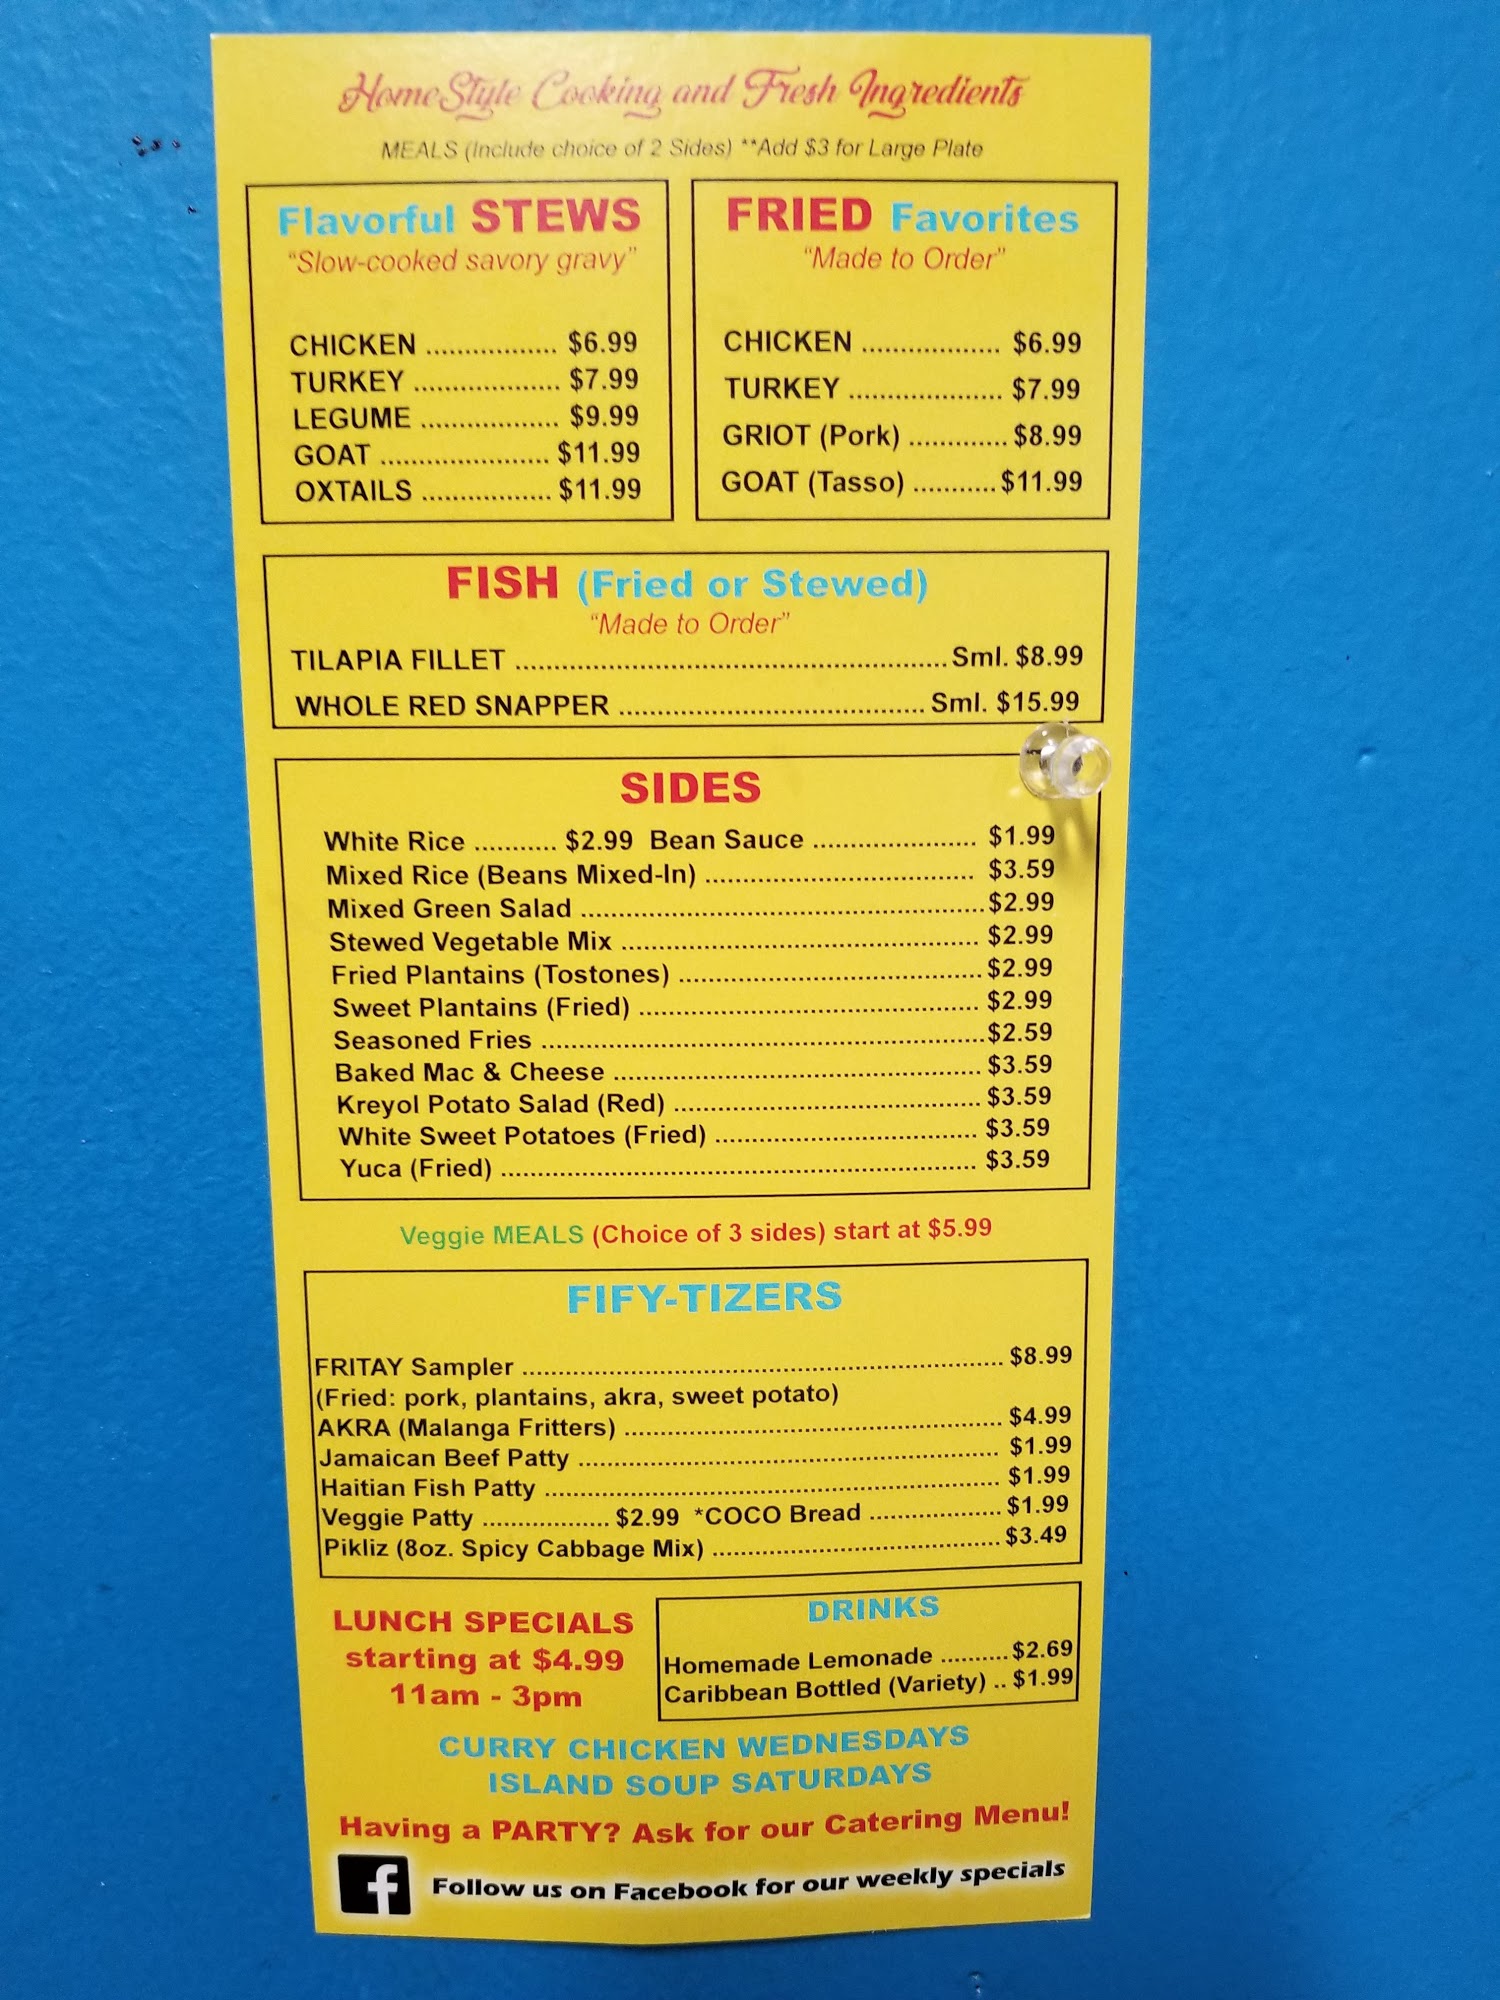 HomeStyle Cooking and Fresh Ingredients
MEALS (Include choice of 2 Sides) **Add $3 for Large Plate
Flavorful STEWS
"Slow-cooked savory gravy"
CHICKEN ................. $6.99
TURKEY ................... $7.99
LEGUME .................. $9.99
GOAT ...................... $11.99
OXTAILS ................. $11.99
FRIED Favorites
"Made to Order"
CHICKEN .................. $6.99
TURKEY .................... $7.99
GRIOT (Pork) ............. $8.99
GOAT (Tasso) ........... $11.99
FISH (Fried or Stewed)
"Made to Order"
TILAPIA FILLET ........................................................ Sml. $8.99
WHOLE RED SNAPPER ........................................ Sml. $15.99
SIDES
White Rice ........... $2.99 Bean Sauce ..................... $1.99
Mixed Rice (Beans Mixed-In) ................................... $3.59
Mixed Green Salad .................................................... $2.99
Stewed Vegetable Mix .............................................. $2.99
Fried Plantains (Tostones) ....................................... $2.99
Sweet Plantains (Fried) ............................................ $2.99
Seasoned Fries ......................................................... $2.59
Baked Mac & Cheese ............................................... $3.59
Kreyol Potato Salad (Red) ....................................... $3.59
White Sweet Potatoes (Fried) .................................. $3.59
Yuca (Fried) .............................................................. $3.59
Veggie MEALS (Choice of 3 sides) start at $5.99
FIFY-TIZERS
FRITAY Sampler .............................................................. $8.99
(Fried: pork, plantains, akra, sweet potato)
AKRA (Malanga Fritters) ................................................. $4.99
Jamaican Beef Patty ...................................................... $1.99
Haitian Fish Patty ........................................................... $1.99
Veggie Patty ................ $2.99 *COCO Bread ................. $1.99
Pikliz (8oz. Spicy Cabbage Mix) ..................................... $3.49
LUNCH SPECIALS
starting at $4.99
11am - 3pm
DRINKS
Homemade Lemonade .......... $2.69
Caribbean Bottled (Variety) .. $1.99
CURRY CHICKEN WEDNESDAYS
ISLAND SOUP SATURDAYS
Having a PARTY? Ask for our Catering Menu!
f Follow us on Facebook for our weekly specials